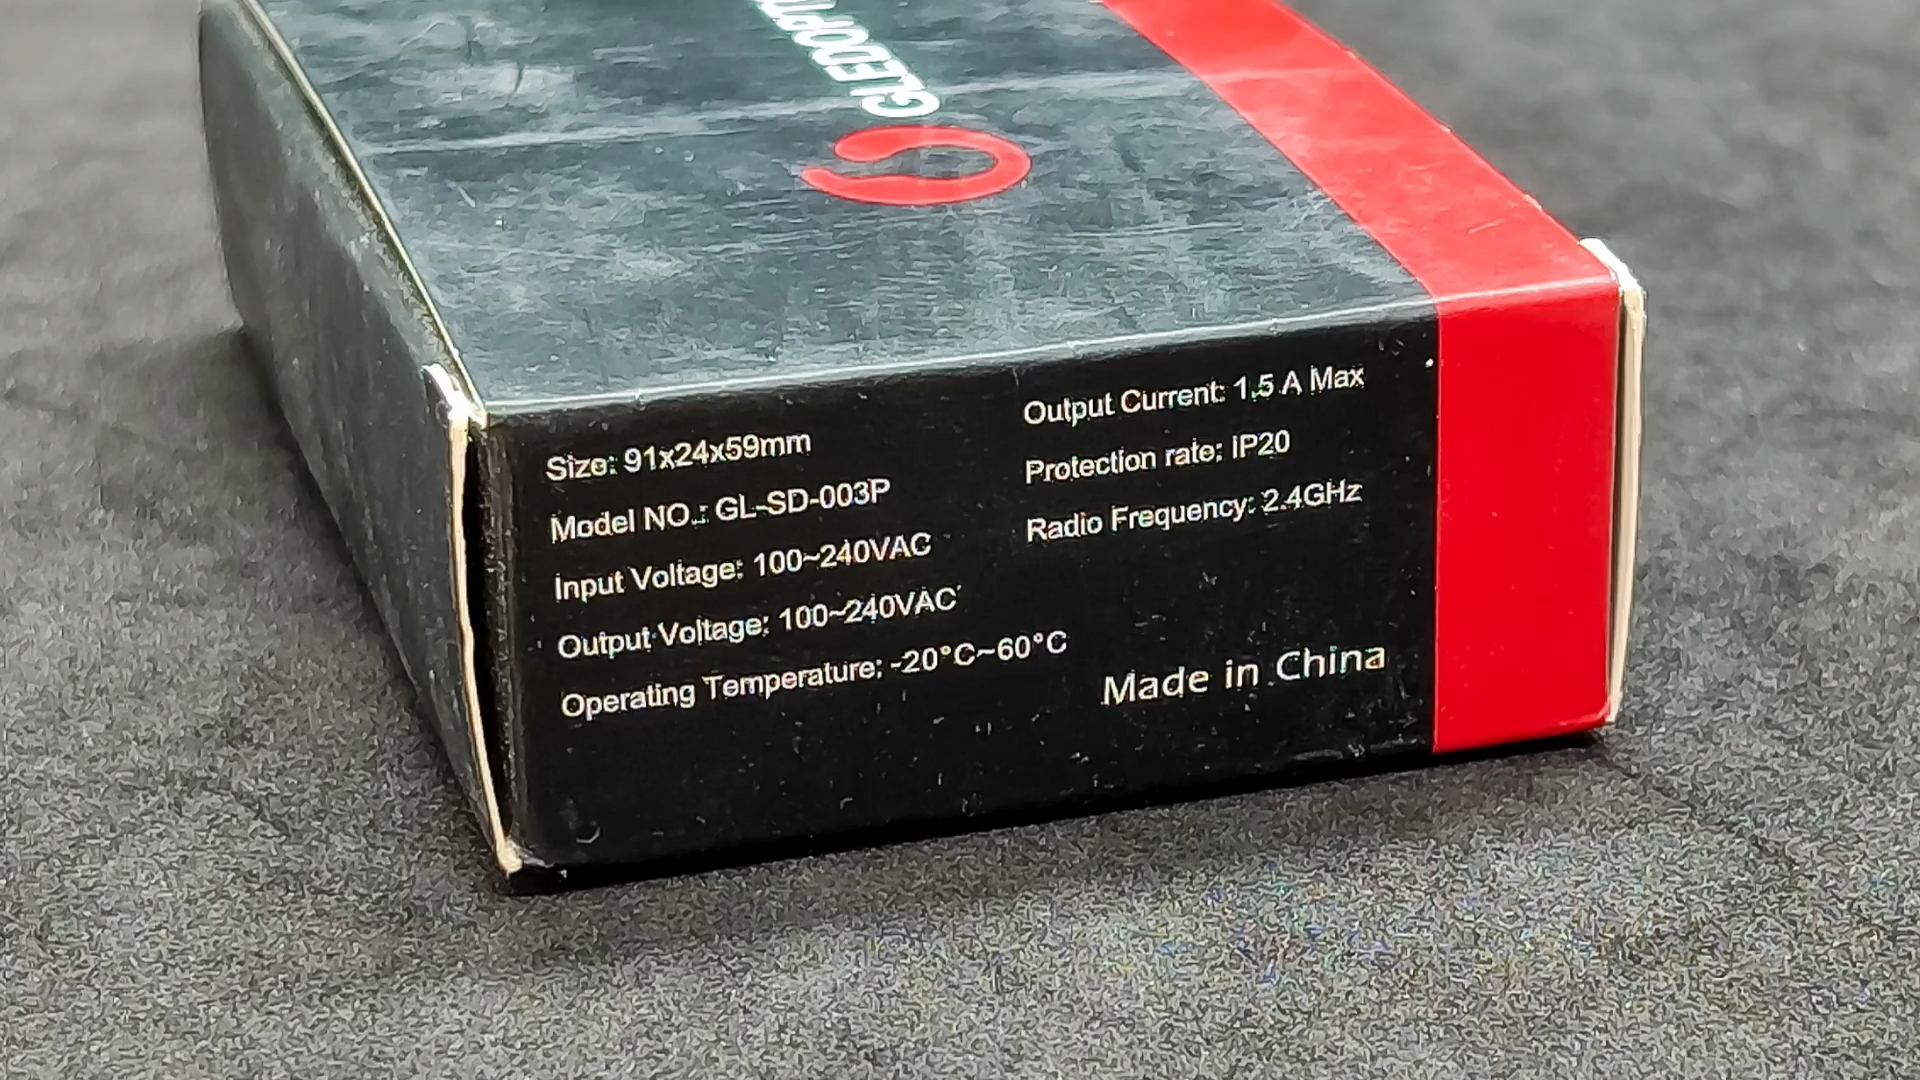 GLEDOPTO
Size: 91x24x59mm
Model NO.: GL-SD-003P
Input Voltage: 100~240VAC
Output Voltage: 100~240VAC
Operating Temperature: -20°C~60°C
Output Current: 1.5 A Max
Protection rate: IP20
Radio Frequency: 2.4GHz
Made in China